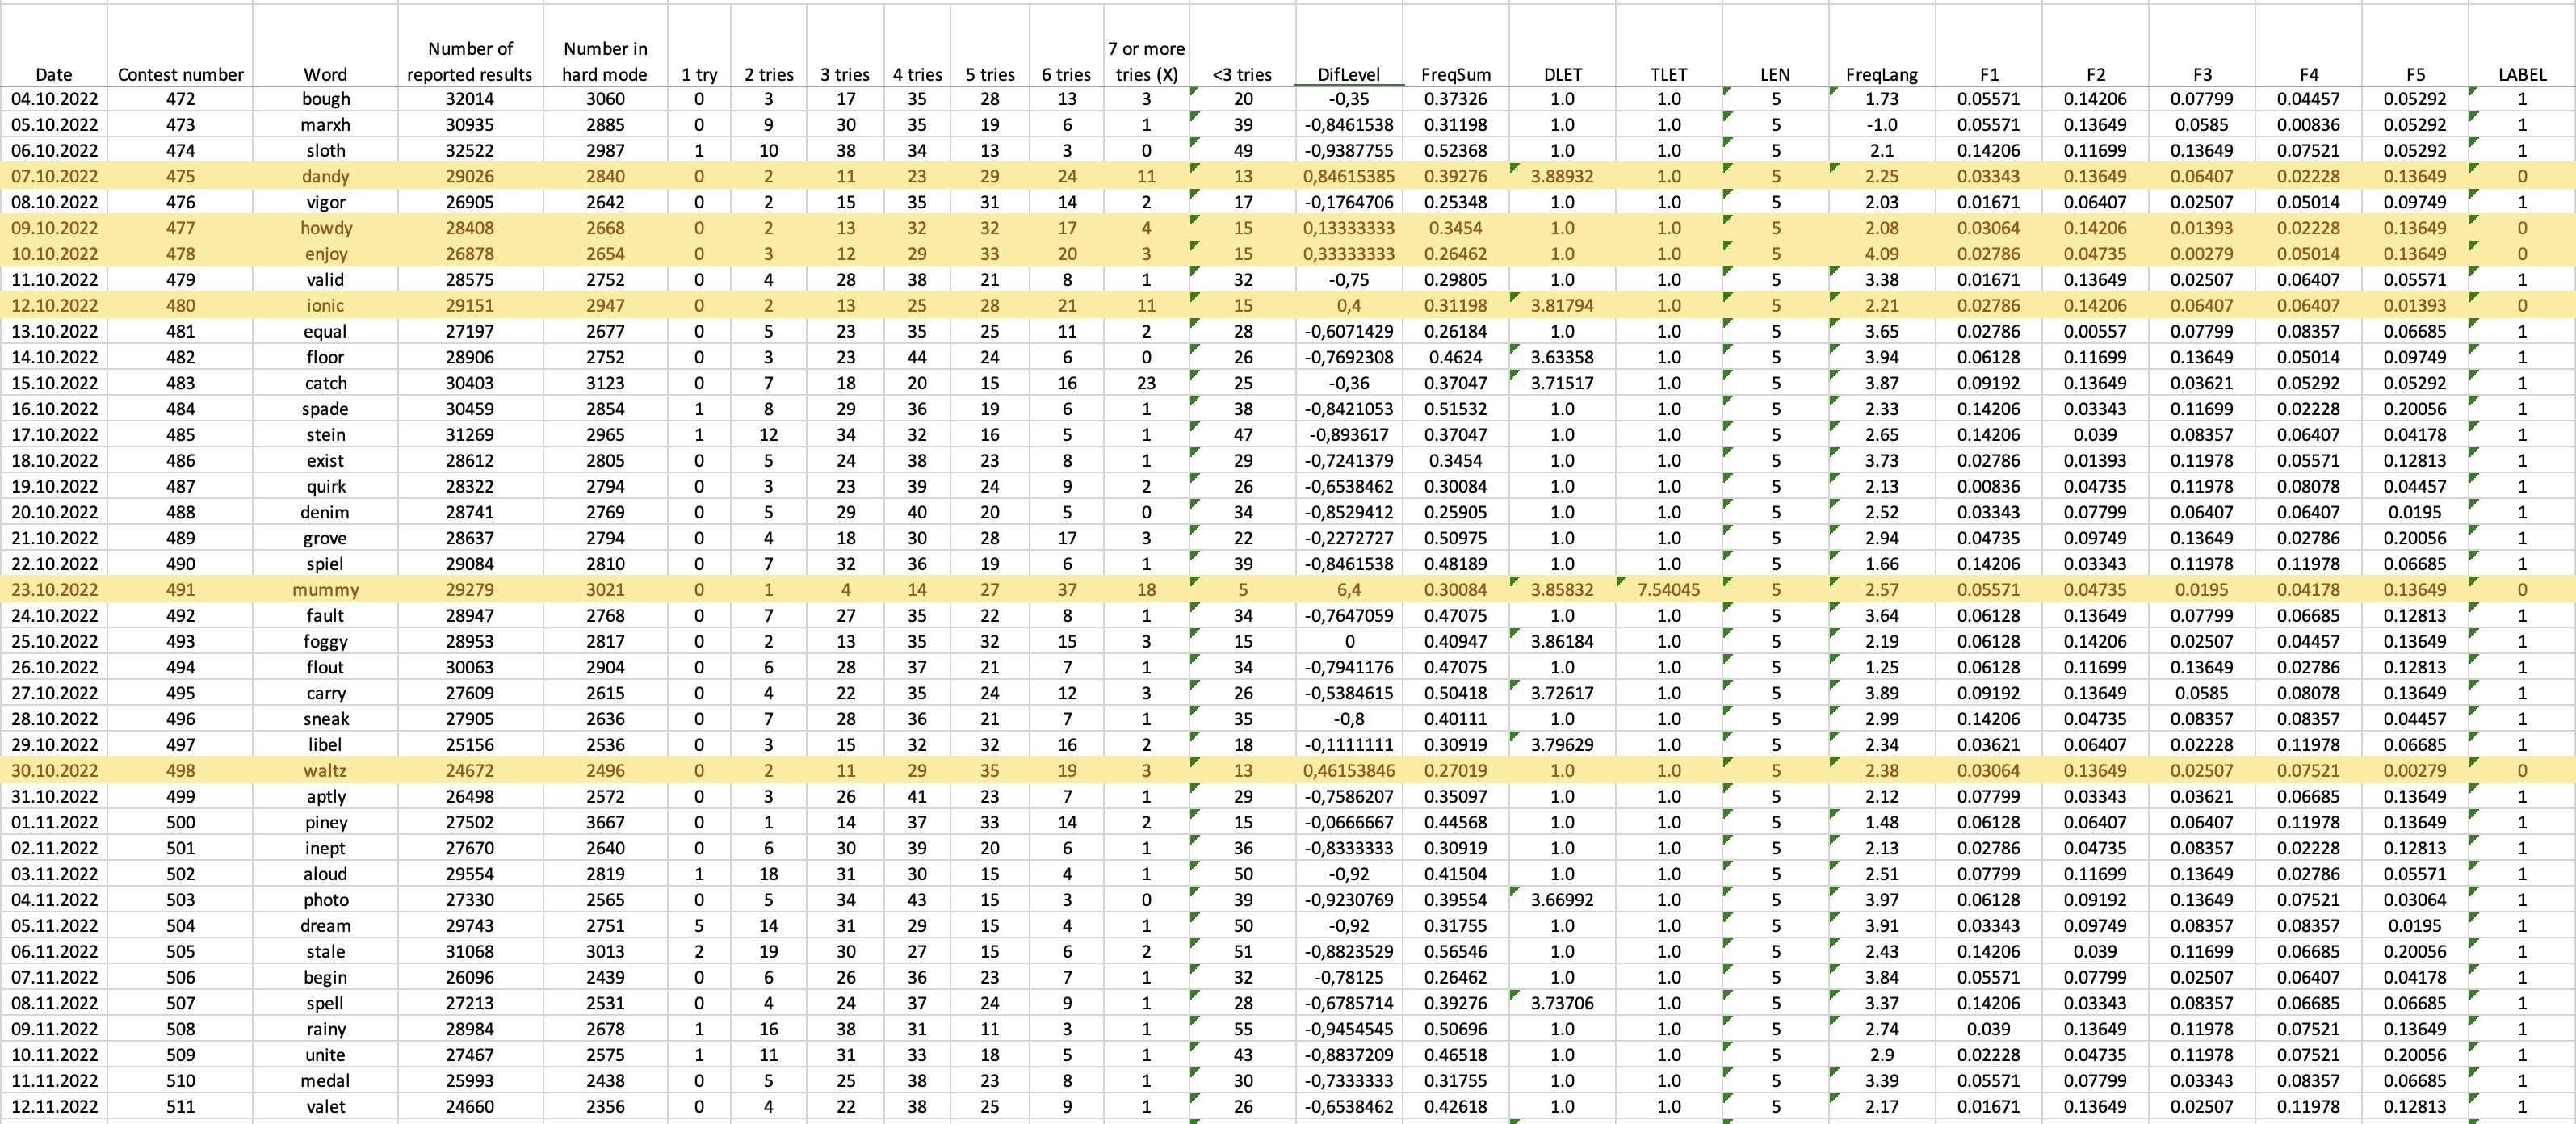 Number of Number in 7 or more
Date Contest number Word reported results hard mode 1 try 2 tries 3 tries 4 tries 5 tries 6 tries tries (X) <3 tries DifLevel FreqSum DLET TLET LEN FreqLang F1 F2 F3 F4 F5 LABEL
04.10.2022 472 bough 32014 3060 0 3 17 35 28 13 3 20 -0,35 0.37326 1.0 1.0 5 1.73 0.05571 0.14206 0.07799 0.04457 0.05292 1
05.10.2022 473 marxh 30935 2885 0 9 30 35 19 6 1 39 -0,8461538 0.31198 1.0 1.0 5 -1.0 0.05571 0.13649 0.0585 0.00836 0.05292 1
06.10.2022 474 sloth 32522 2987 1 10 38 34 13 3 0 49 -0,9387755 0.52368 1.0 1.0 5 2.1 0.14206 0.11699 0.13649 0.07521 0.05292 1
07.10.2022 475 dandy 29026 2840 0 2 11 23 29 24 11 13 0,84615385 0.39276 3.88932 1.0 5 2.25 0.03343 0.13649 0.06407 0.02228 0.13649 0
08.10.2022 476 vigor 26905 2642 0 2 15 35 31 14 2 17 -0,1764706 0.25348 1.0 1.0 5 2.03 0.01671 0.06407 0.02507 0.05014 0.09749 1
09.10.2022 477 howdy 28408 2668 0 2 13 32 32 17 4 15 0,13333333 0.3454 1.0 1.0 5 2.08 0.03064 0.14206 0.01393 0.02228 0.13649 0
10.10.2022 478 enjoy 26878 2654 0 3 12 29 33 20 3 15 0,33333333 0.26462 1.0 1.0 5 4.09 0.02786 0.04735 0.00279 0.05014 0.13649 0
11.10.2022 479 valid 28575 2752 0 4 28 38 21 8 1 32 -0,75 0.29805 1.0 1.0 5 3.38 0.01671 0.13649 0.02507 0.06407 0.05571 1
12.10.2022 480 ionic 29151 2947 0 2 13 25 28 21 11 15 0,4 0.31198 3.81794 1.0 5 2.21 0.02786 0.14206 0.06407 0.06407 0.01393 0
13.10.2022 481 equal 27197 2677 0 5 23 35 25 11 2 28 -0,6071429 0.26184 1.0 1.0 5 3.65 0.02786 0.00557 0.07799 0.08357 0.06685 1
14.10.2022 482 floor 28906 2752 0 3 23 44 24 6 0 26 -0,7692308 0.4624 3.63358 1.0 5 3.94 0.06128 0.11699 0.13649 0.05014 0.09749 1
15.10.2022 483 catch 30403 3123 0 7 18 20 15 16 23 25 -0,36 0.37047 3.71517 1.0 5 3.87 0.09192 0.13649 0.03621 0.05292 0.05292 1
16.10.2022 484 spade 30459 2854 1 8 29 36 19 6 1 38 -0,8421053 0.51532 1.0 1.0 5 2.33 0.14206 0.03343 0.11699 0.02228 0.20056 1
17.10.2022 485 stein 31269 2965 1 12 34 32 16 5 1 47 -0,893617 0.37047 1.0 1.0 5 2.65 0.14206 0.039 0.08357 0.06407 0.04178 1
18.10.2022 486 exist 28612 2805 0 5 24 38 23 8 1 29 -0,7241379 0.3454 1.0 1.0 5 3.73 0.02786 0.01393 0.11978 0.05571 0.12813 1
19.10.2022 487 quirk 28322 2794 0 3 23 39 24 9 2 26 -0,6538462 0.30084 1.0 1.0 5 2.13 0.00836 0.04735 0.11978 0.08078 0.04457 1
20.10.2022 488 denim 28741 2769 0 5 29 40 20 5 0 34 -0,8529412 0.25905 1.0 1.0 5 2.52 0.03343 0.07799 0.06407 0.06407 0.0195 1
21.10.2022 489 grove 28637 2794 0 4 18 30 28 17 3 22 -0,2272727 0.50975 1.0 1.0 5 2.94 0.04735 0.09749 0.13649 0.02786 0.20056 1
22.10.2022 490 spiel 29084 2810 0 7 32 36 19 6 1 39 -0,8461538 0.48189 1.0 1.0 5 1.66 0.14206 0.03343 0.11978 0.11978 0.06685 1
23.10.2022 491 mummy 29279 3021 0 1 4 14 27 37 18 5 6,4 0.30084 3.85832 7.54045 5 2.57 0.05571 0.04735 0.0195 0.04178 0.13649 0
24.10.2022 492 fault 28947 2768 0 7 27 35 22 8 1 34 -0,7647059 0.47075 1.0 1.0 5 3.64 0.06128 0.13649 0.07799 0.06685 0.12813 1
25.10.2022 493 foggy 28953 2817 0 2 13 35 32 15 3 15 0 0.40947 3.86184 1.0 5 2.19 0.06128 0.14206 0.02507 0.04457 0.13649 1
26.10.2022 494 flout 30063 2904 0 6 28 37 21 7 1 34 -0,7941176 0.47075 1.0 1.0 5 1.25 0.06128 0.11699 0.13649 0.02786 0.12813 1
27.10.2022 495 carry 27609 2615 0 4 22 35 24 12 3 26 -0,5384615 0.50418 3.72617 1.0 5 3.89 0.09192 0.13649 0.0585 0.08078 0.13649 1
28.10.2022 496 sneak 27905 2636 0 7 28 36 21 7 1 35 -0,8 0.40111 1.0 1.0 5 2.99 0.14206 0.04735 0.08357 0.08357 0.04457 1
29.10.2022 497 libel 25156 2536 0 3 15 32 32 16 2 18 -0,1111111 0.30919 3.79629 1.0 5 2.34 0.03621 0.06407 0.02228 0.11978 0.06685 1
30.10.2022 498 waltz 24672 2496 0 2 11 29 35 19 3 13 0,46153846 0.27019 1.0 1.0 5 2.38 0.03064 0.13649 0.02507 0.07521 0.00279 0
31.10.2022 499 aptly 26498 2572 0 3 26 41 23 7 1 29 -0,7586207 0.35097 1.0 1.0 5 2.12 0.07799 0.03343 0.03621 0.06685 0.13649 1
01.11.2022 500 piney 27502 3667 0 1 14 37 33 14 2 15 -0,0666667 0.44568 1.0 1.0 5 1.48 0.06128 0.06407 0.06407 0.11978 0.13649 1
02.11.2022 501 inept 27670 2640 0 6 30 39 20 6 1 36 -0,8333333 0.30919 1.0 1.0 5 2.13 0.02786 0.04735 0.08357 0.02228 0.12813 1
03.11.2022 502 aloud 29554 2819 1 18 31 30 15 4 1 50 -0,92 0.41504 1.0 1.0 5 2.51 0.07799 0.11699 0.13649 0.02786 0.05571 1
04.11.2022 503 photo 27330 2565 0 5 34 43 15 3 0 39 -0,9230769 0.39554 3.66992 1.0 5 3.97 0.06128 0.09192 0.13649 0.07521 0.03064 1
05.11.2022 504 dream 29743 2751 5 14 31 29 15 4 1 50 -0,92 0.31755 1.0 1.0 5 3.91 0.03343 0.09749 0.08357 0.08357 0.0195 1
06.11.2022 505 stale 31068 3013 2 19 30 27 15 6 2 51 -0,8823529 0.56546 1.0 1.0 5 2.43 0.14206 0.039 0.11699 0.06685 0.20056 1
07.11.2022 506 begin 26096 2439 0 6 26 36 23 7 1 32 -0,78125 0.26462 1.0 1.0 5 3.84 0.05571 0.07799 0.02507 0.06407 0.04178 1
08.11.2022 507 spell 27213 2531 0 4 24 37 24 9 1 28 -0,6785714 0.39276 3.73706 1.0 5 3.37 0.14206 0.03343 0.08357 0.06685 0.06685 1
09.11.2022 508 rainy 28984 2678 1 16 38 31 11 3 1 55 -0,9454545 0.50696 1.0 1.0 5 2.74 0.039 0.13649 0.11978 0.07521 0.13649 1
10.11.2022 509 unite 27467 2575 1 11 31 33 18 5 1 43 -0,8837209 0.46518 1.0 1.0 5 2.9 0.02228 0.04735 0.11978 0.07521 0.20056 1
11.11.2022 510 medal 25993 2438 0 5 25 38 23 8 1 30 -0,7333333 0.31755 1.0 1.0 5 3.39 0.05571 0.07799 0.03343 0.08357 0.06685 1
12.11.2022 511 valet 24660 2356 0 4 22 38 25 9 1 26 -0,6538462 0.42618 1.0 1.0 5 2.17 0.01671 0.13649 0.02507 0.11978 0.12813 1